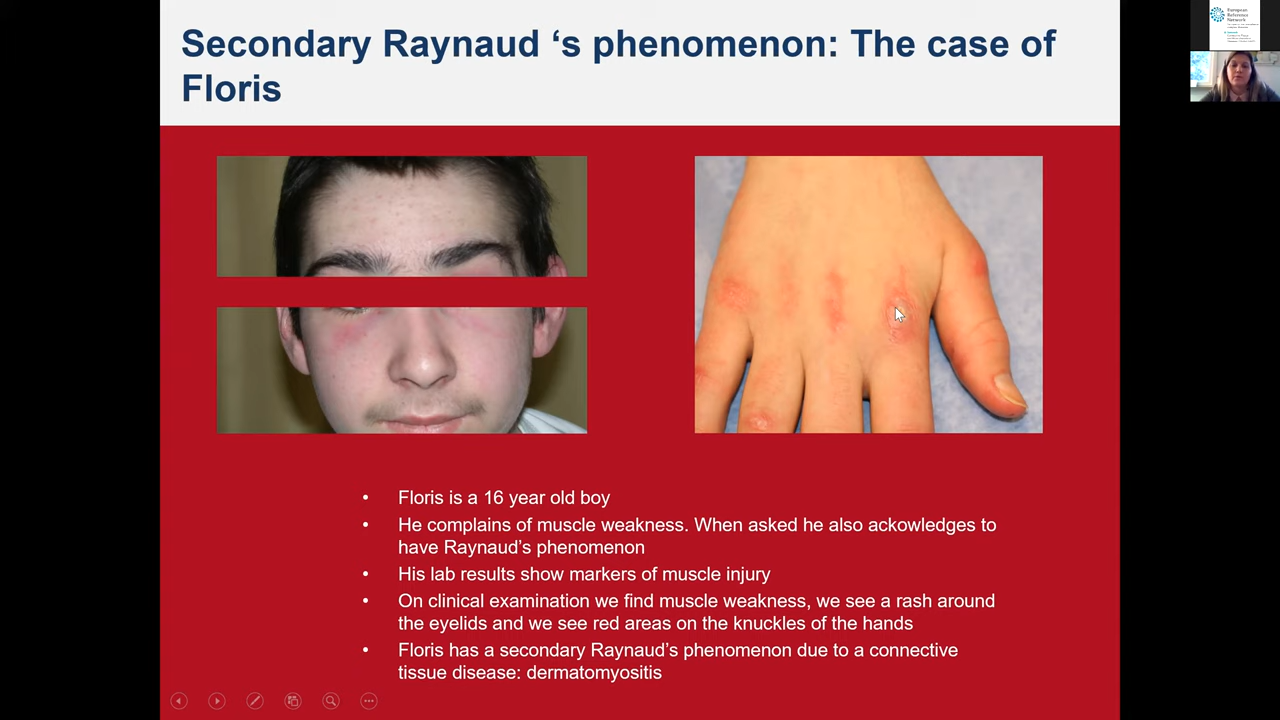 Secondary Raynaud ‘s phenomenon: The case of
Floris
European
Reference
Network
• Floris is a 16 year old boy
• He complains of muscle weakness. When asked he also ackowledges to
have Raynaud’s phenomenon
• His lab results show markers of muscle injury
• On clinical examination we find muscle weakness, we see a rash around
the eyelids and we see red areas on the knuckles of the hands
• Floris has a secondary Raynaud’s phenomenon due to a connective
tissue disease: dermatomyositis